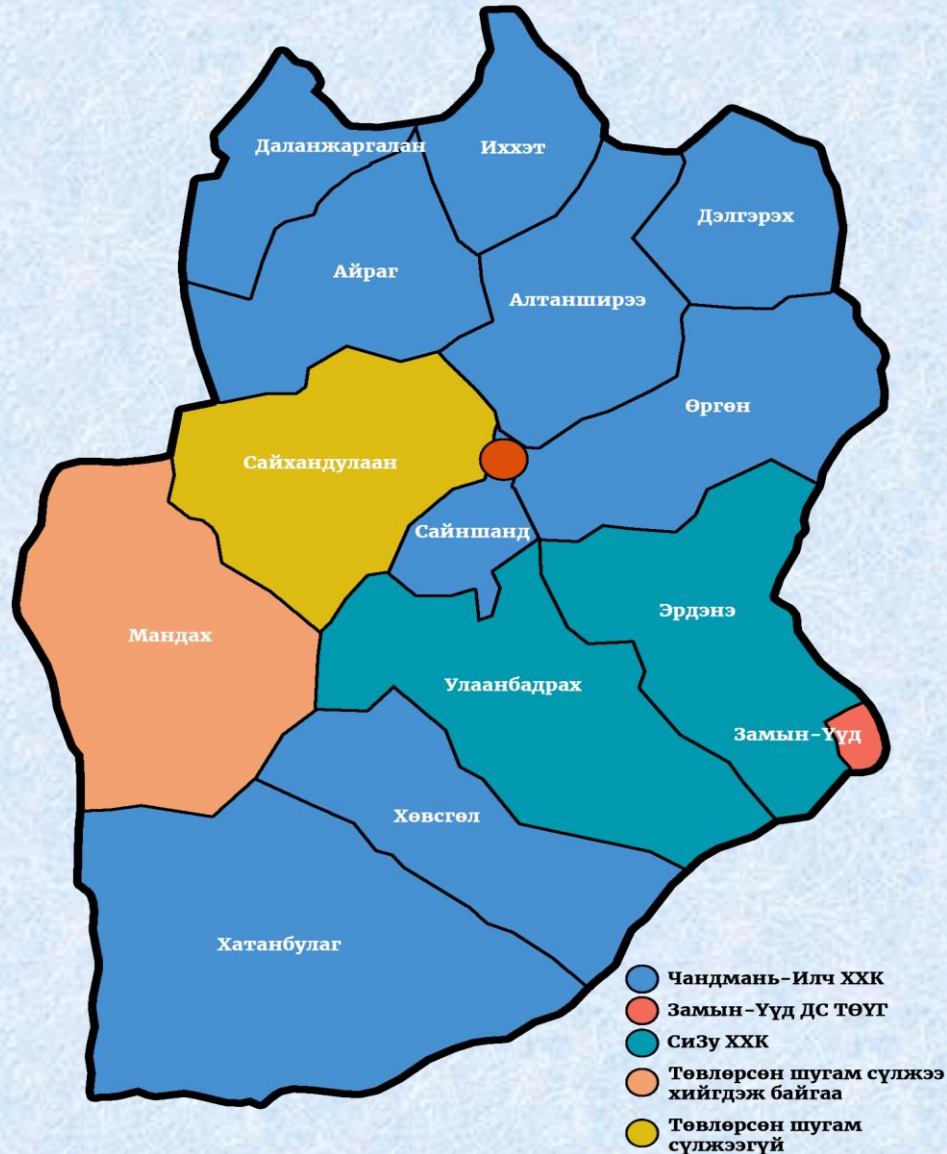 Даланжаргалан
Иххэт
Дэлгэрэх
Айраг
Алтанширээ
Өргөн
Сайхандулаан
Сайншанд
Эрдэнэ
Мандах
Улаанбадрах
Замын-Үүд
Хөвсгөл
Хатанбулаг
Чандмань-Илч ХХК
Замын-Үүд ДС ТӨҮГ
СиЗу ХХК
Төвлөрсөн шугам сүлжээ
хийгдэж байгаа
Төвлөрсөн шугам
сүлжээгүй